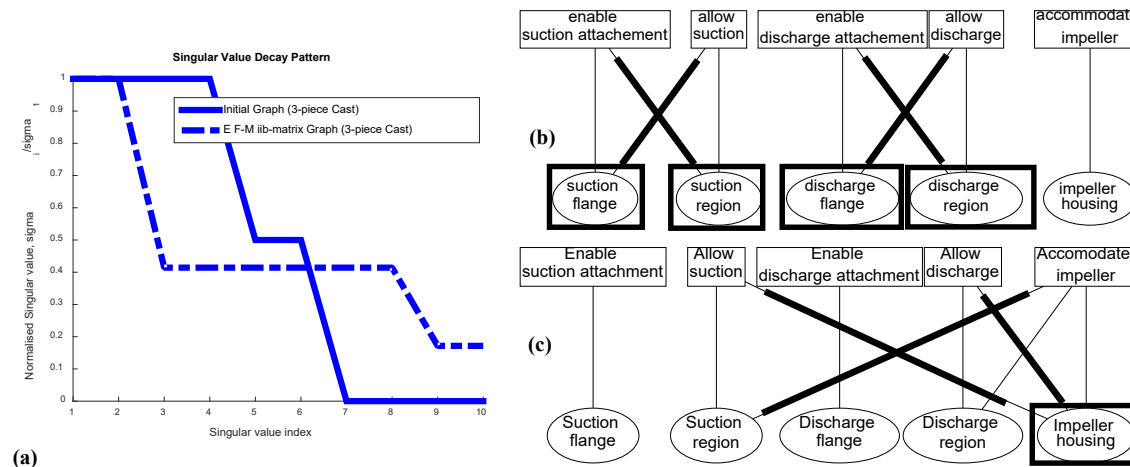 Singular Value Decay Pattern
1
0.9
0.8
0.7
0.6
0.5
0.4
0.3
0.2
0.1
0
1 2 3 4 5 6 7 8 9 10
Normalised Singular value, sigma i/sigma 1
Singular value index
Initial Graph (3-piece Cast)
E F-M iib-matrix Graph (3-piece Cast)
(a)
enable
suction attachement
allow
suction
enable
discharge attachement
allow
discharge
accommodate
impeller
(b)
suction
flange
suction
region
discharge
flange
discharge
region
impeller
housing
Enable
suction attachment
Allow
suction
Enable
discharge attachment
Allow
discharge
Accomodate
impeller
(c)
Suction
flange
Suction
region
Discharge
flange
Discharge
region
Impeller
housing